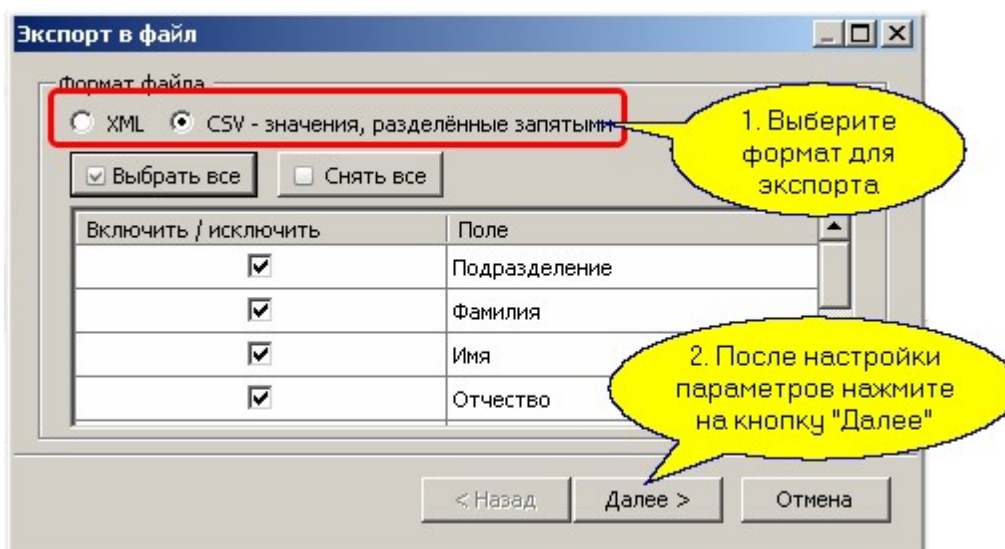 Экспорт в файл
Формат файла
XML CSV - значения, разделённые запятыми
1. Выберите
формат для
экспорта
Выбрать все Снять все
Включить / исключить Поле
Подразделение
Фамилия
Имя
Отчество
2. После настройки
параметров нажмите
на кнопку "Далее"
< Назад Далее > Отмена